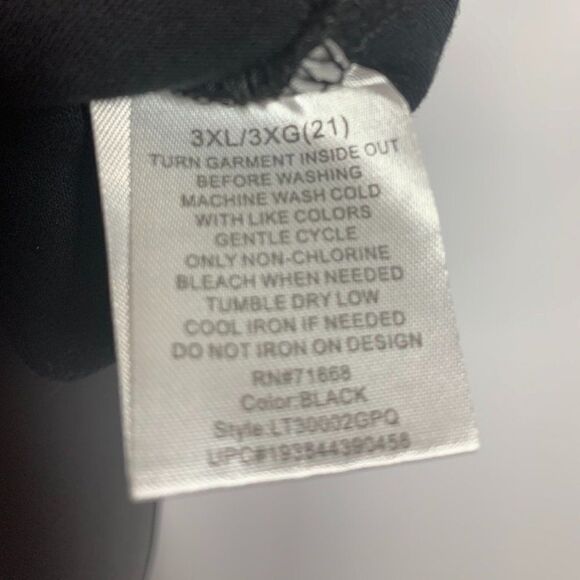 3XL/3XG(21)
TURN GARMENT INSIDE OUT
BEFORE WASHING
MACHINE WASH COLD
WITH LIKE COLORS
GENTLE CYCLE
ONLY NON-CHLORINE
BLEACH WHEN NEEDED
TUMBLE DRY LOW
COOL IRON IF NEEDED
DO NOT IRON ON DESIGN
RN#71668
Color:BLACK
Style:LT30002GPQ
UPC#193844390458